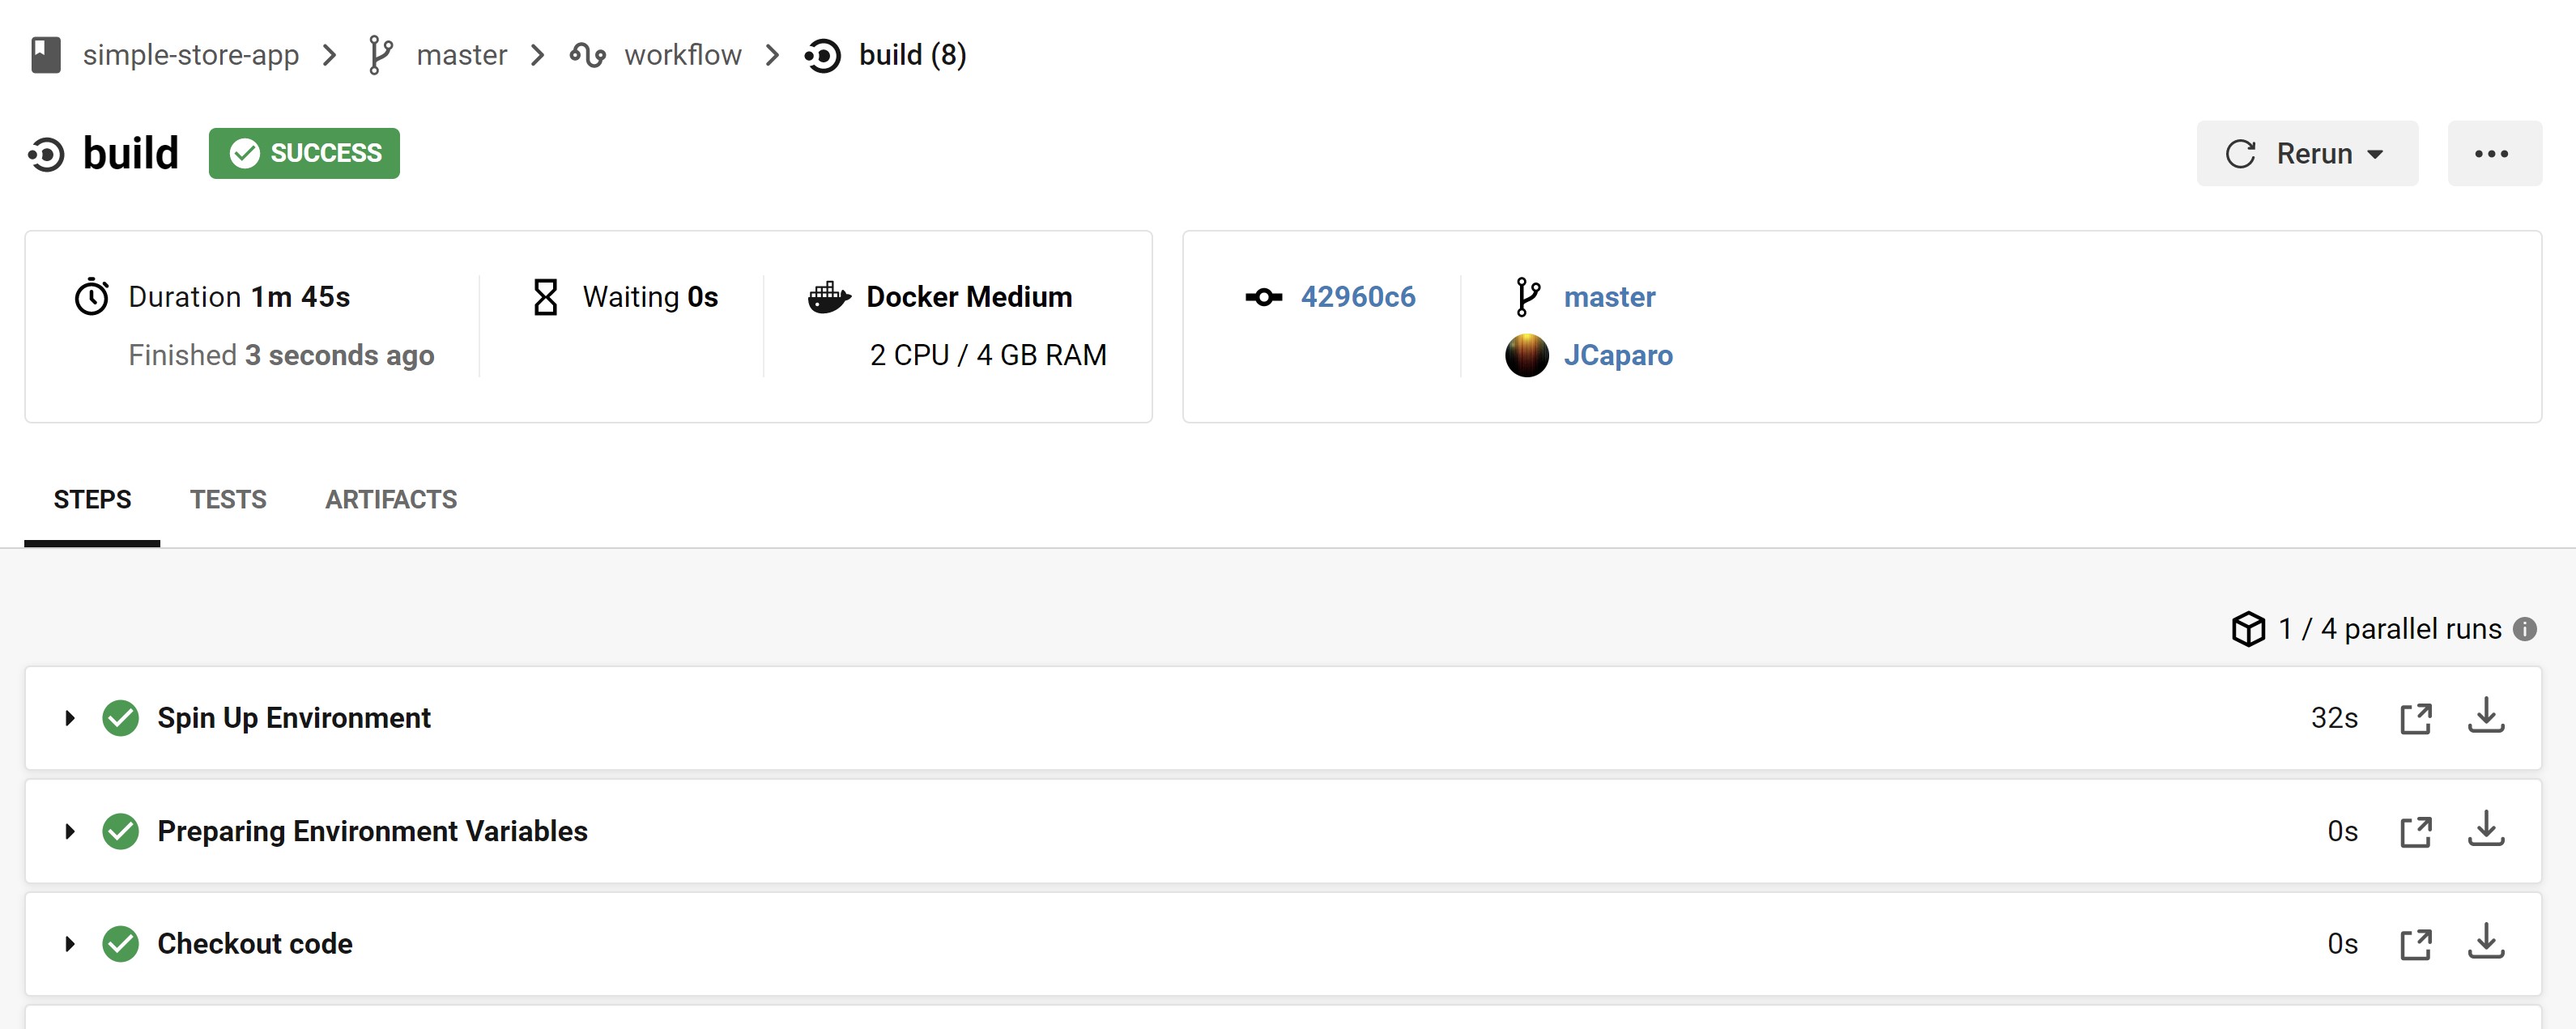 simple-store-app > master > workflow > build (8)
build SUCCESS
Rerun
Duration 1m 45s
Finished 3 seconds ago
Waiting 0s
Docker Medium
2 CPU / 4 GB RAM
42960c6
master
JCaparo
STEPS TESTS ARTIFACTS
1 / 4 parallel runs
Spin Up Environment 32s
Preparing Environment Variables 0s
Checkout code 0s